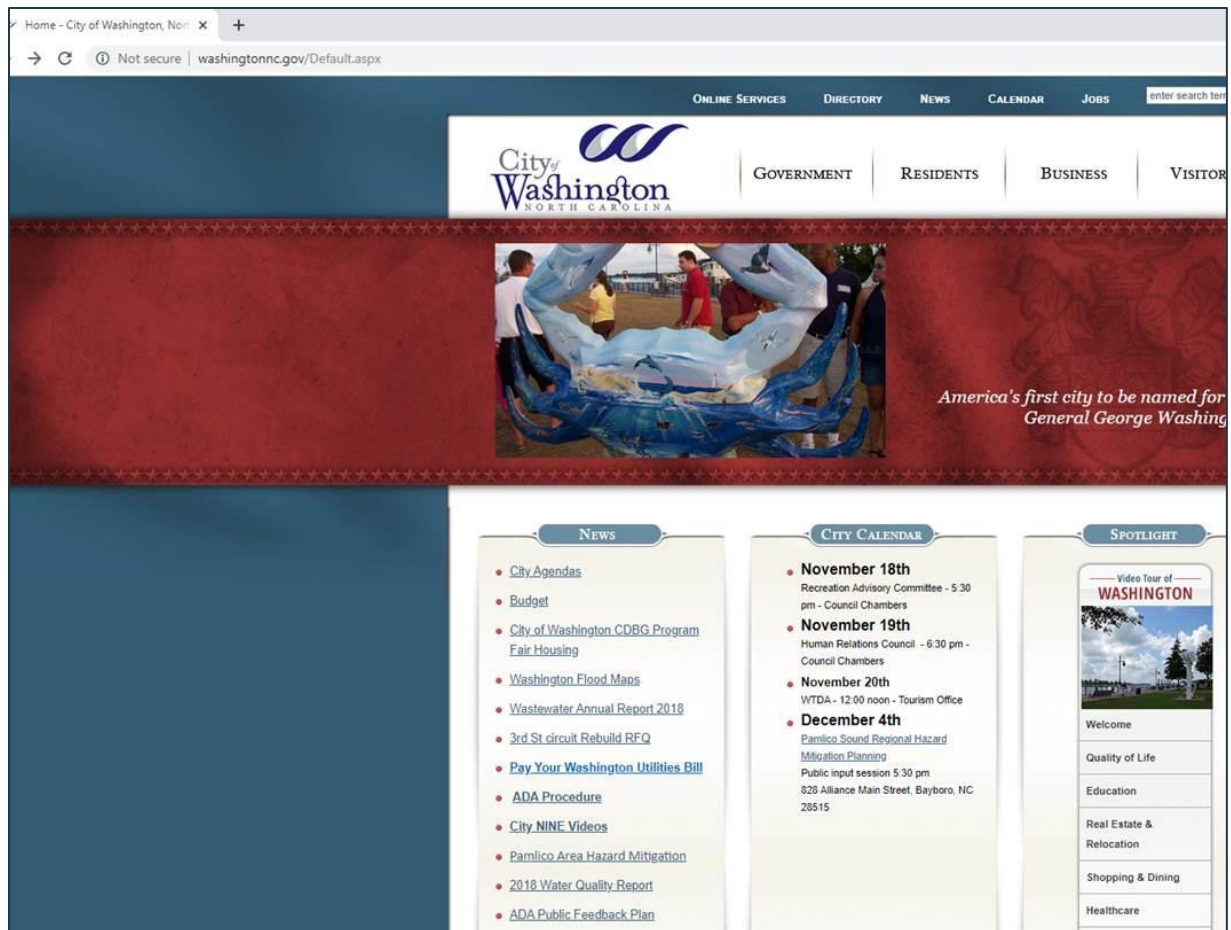 Home - City of Washington, Nor
Not secure | washingtonnc.gov/Default.aspx
ONLINE SERVICES DIRECTORY NEWS CALENDAR JOBS enter search ter
City of
Washington
NORTH CAROLINA
GOVERNMENT RESIDENTS BUSINESS VISITOR
America's first city to be named for
General George Washing
NEWS
City Agendas
Budget
City of Washington CDBG Program
Fair Housing
Washington Flood Maps
Wastewater Annual Report 2018
3rd St circuit Rebuild RFQ
Pay Your Washington Utilities Bill
ADA Procedure
City NINE Videos
Pamlico Area Hazard Mitigation
2018 Water Quality Report
ADA Public Feedback Plan
CITY CALENDAR
November 18th
Recreation Advisory Committee - 5:30
pm - Council Chambers
November 19th
Human Relations Council - 6:30 pm -
Council Chambers
November 20th
WTDA - 12:00 noon - Tourism Office
December 4th
Pamlico Sound Regional Hazard
Mitigation Planning
Public input session 5:30 pm
828 Alliance Main Street, Bayboro, NC
28515
SPOTLIGHT
Video Tour of
WASHINGTON
Welcome
Quality of Life
Education
Real Estate &
Relocation
Shopping & Dining
Healthcare